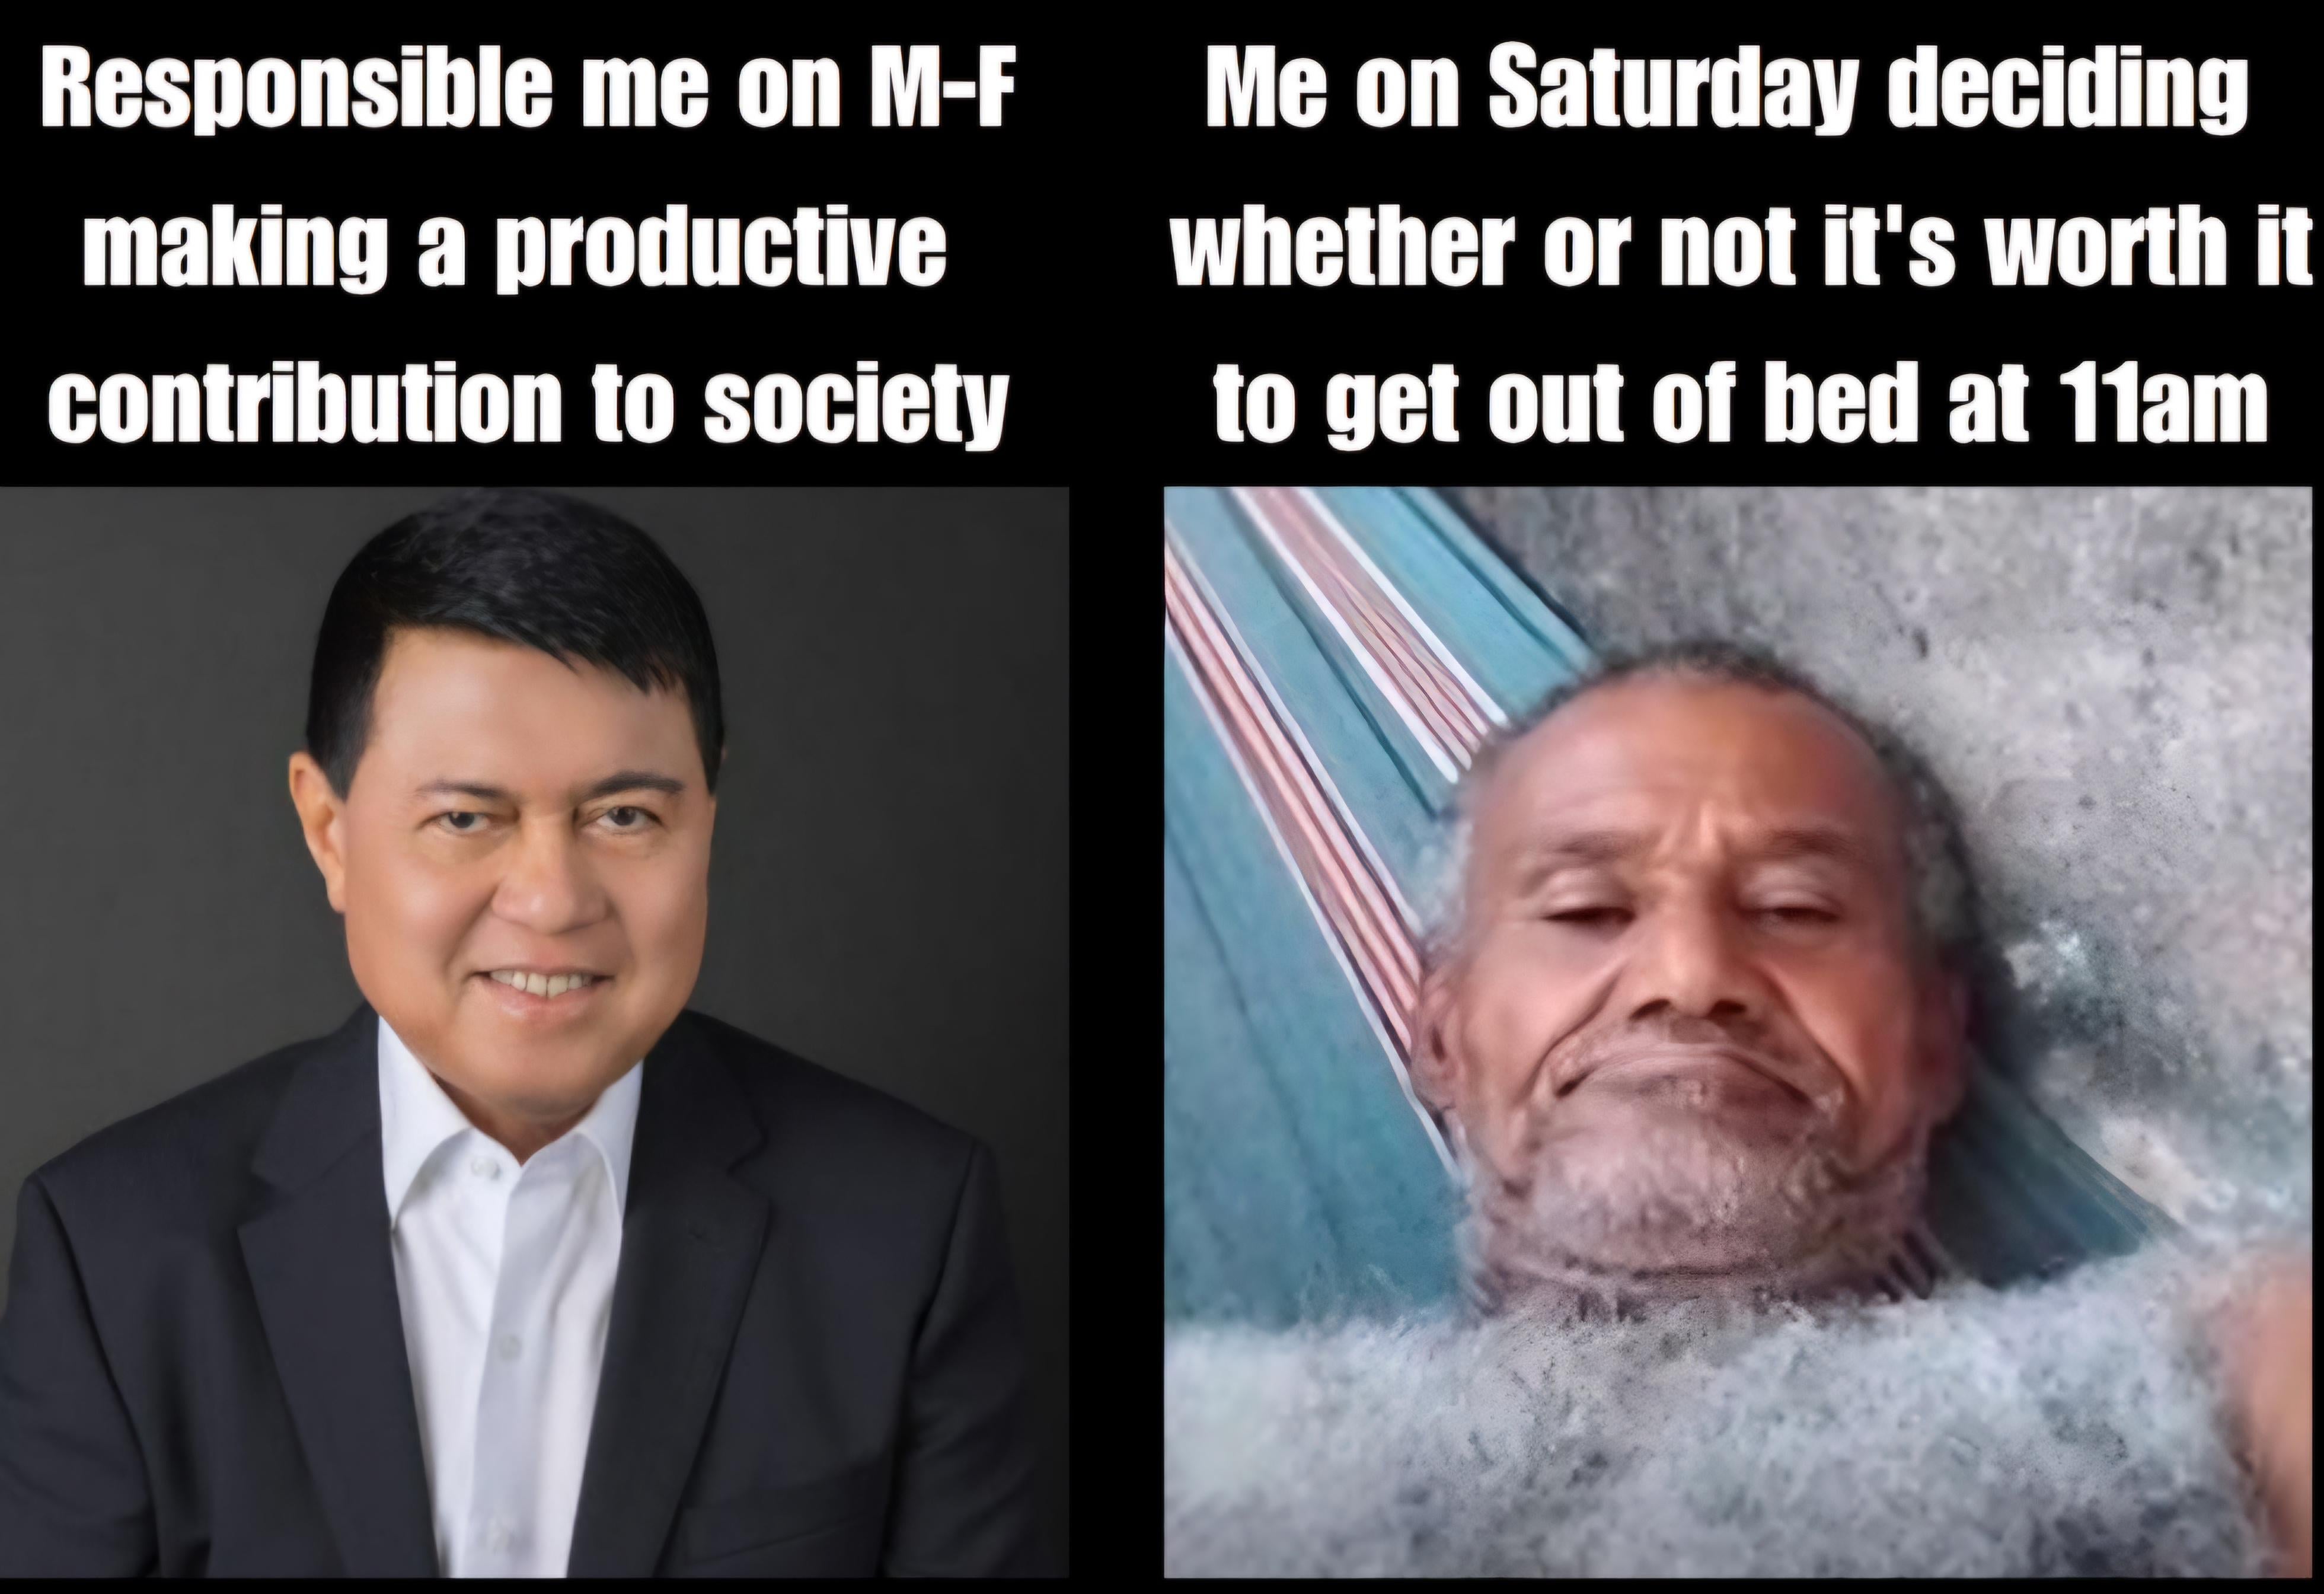 Responsible me on M-F
making a productive
contribution to society
Me on Saturday deciding
whether or not it's worth it
to get out of bed at 11am